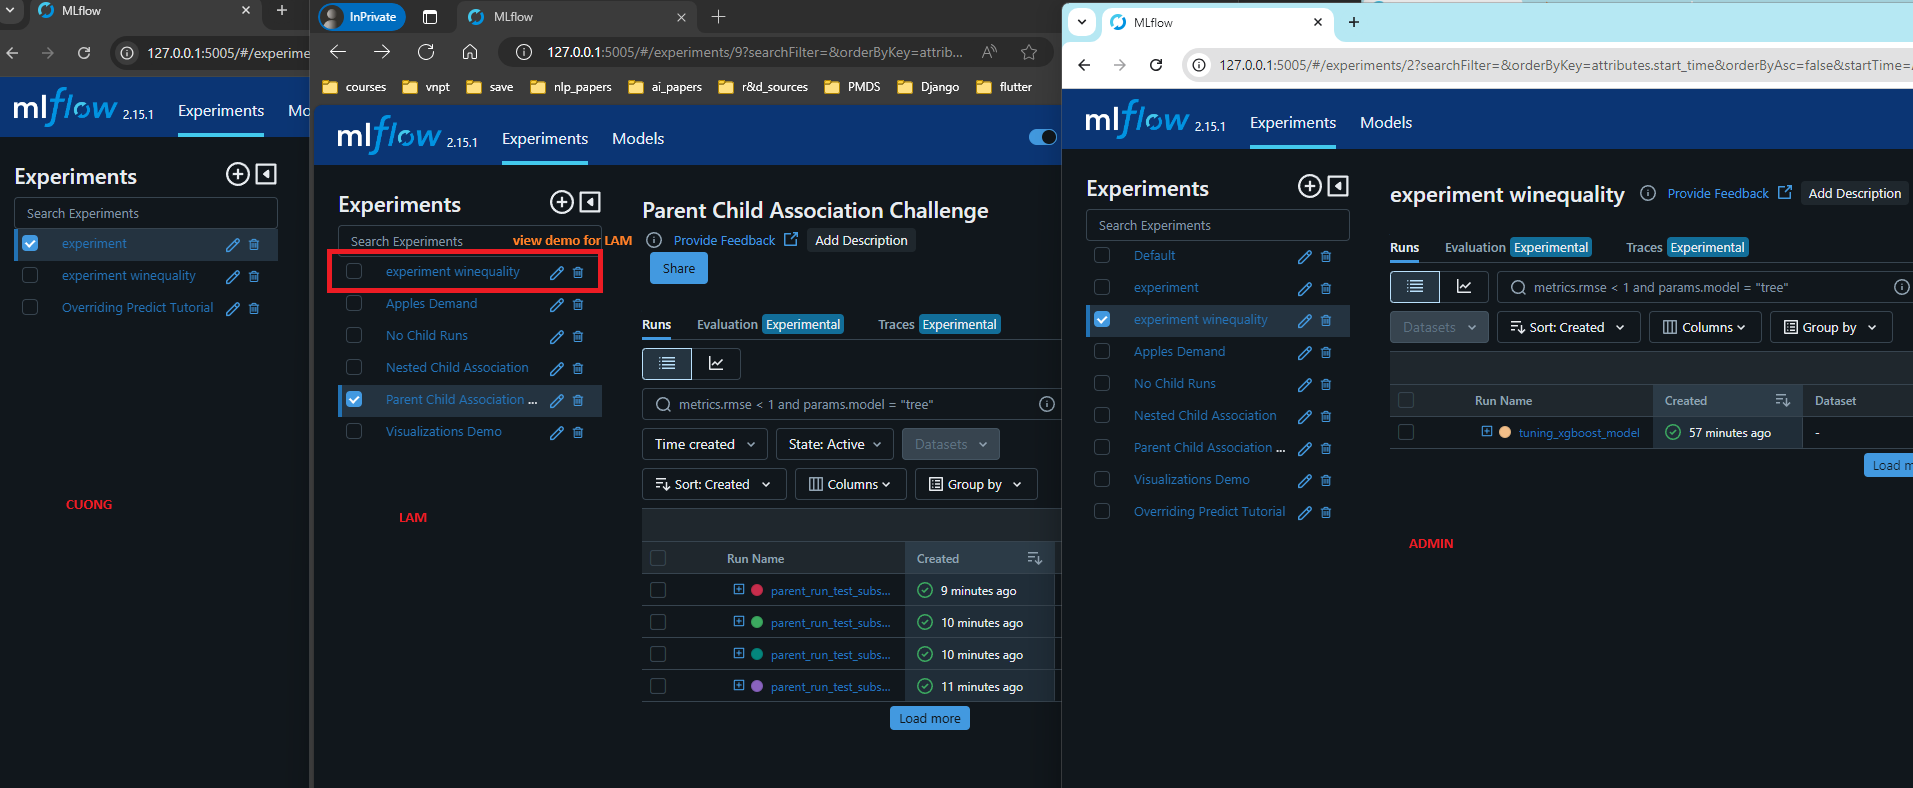 MLflow
127.0.0.1:5005/#/experime
mlflow 2.15.1 Experiments Mo
Experiments
Search Experiments
experiment
experiment winequality
Overriding Predict Tutorial
CUONG
InPrivate
MLflow
127.0.0.1:5005/#/experiments/9?searchFilter=&orderByKey=attrib...
courses vnpt save nlp_papers ai_papers r&d_sources PMDS Django flutter
mlflow 2.15.1 Experiments Models
Experiments
Search Experiments
view demo for LAM
experiment winequality
Apples Demand
No Child Runs
Nested Child Association
Parent Child Association ...
Visualizations Demo
LAM
Parent Child Association Challenge
Provide Feedback Add Description
Share
Runs Evaluation Experimental Traces Experimental
metrics.rmse < 1 and params.model = "tree"
Time created State: Active Datasets
Sort: Created Columns Group by
Run Name Created
parent_run_test_subs... 9 minutes ago
parent_run_test_subs... 10 minutes ago
parent_run_test_subs... 10 minutes ago
parent_run_test_subs... 11 minutes ago
Load more
MLflow
127.0.0.1:5005/#/experiments/2?searchFilter=&orderByKey=attributes.start_time&orderByAsc=false&startTime=
mlflow 2.15.1 Experiments Models
Experiments
Search Experiments
Default
experiment
experiment winequality
Apples Demand
No Child Runs
Nested Child Association
Parent Child Association ...
Visualizations Demo
Overriding Predict Tutorial
experiment winequality Provide Feedback Add Description
Runs Evaluation Experimental Traces Experimental
metrics.rmse < 1 and params.model = "tree"
Datasets Sort: Created Columns Group by
Run Name Created Dataset
tuning_xgboost_model 57 minutes ago -
Load m
ADMIN